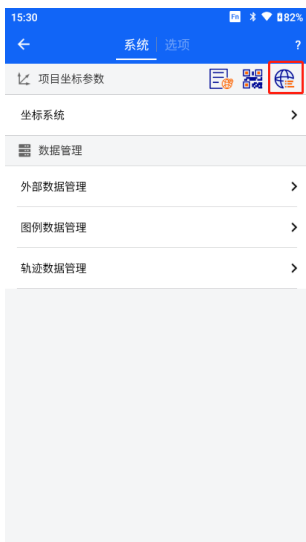 15:30 Fn 82%
系统 选项 ?
项目坐标参数
坐标系统
数据管理
外部数据管理
图例数据管理
轨迹数据管理